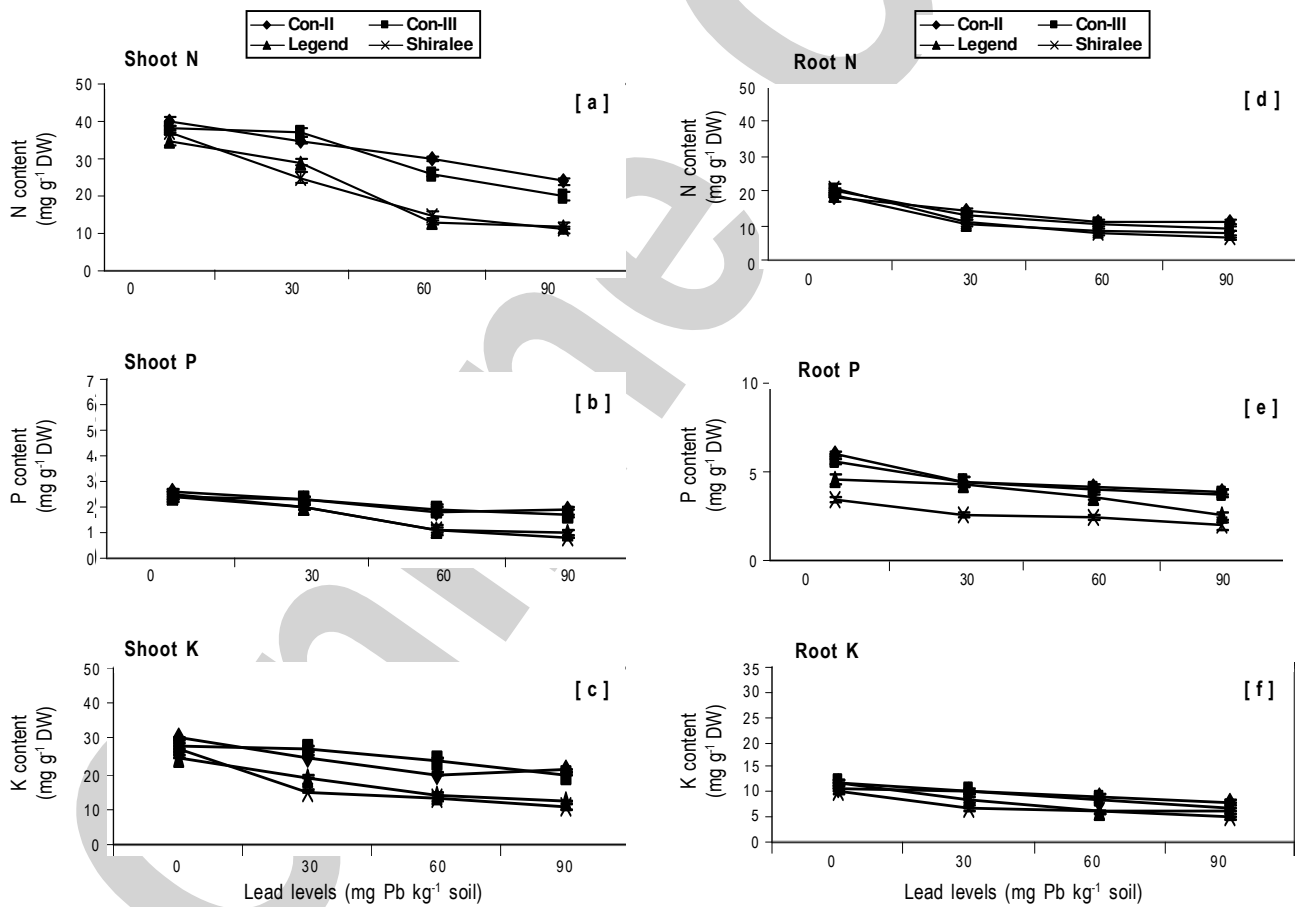 Con-II Con-III
Legend Shiralee
Shoot N
[ a ]
N content
(mg g-1 DW)
50
40
30
20
10
0
0 30 60 90
Shoot P
[ b ]
P content
(mg g-1 DW)
7
6
5
4
3
2
1
0
0 30 60 90
Shoot K
[ c ]
K content
(mg g-1 DW)
50
40
30
20
10
0
0 30 60 90
Lead levels (mg Pb kg-1 soil)
Con-II Con-III
Legend Shiralee
Root N
[ d ]
N content
(mg g-1 DW)
50
40
30
20
10
0
0 30 60 90
Root P
[ e ]
P content
(mg g-1 DW)
10
5
0
0 30 60 90
Root K
[ f ]
K content
(mg g-1 DW)
35
30
25
20
15
10
5
0
0 30 60 90
Lead levels (mg Pb kg-1 soil)